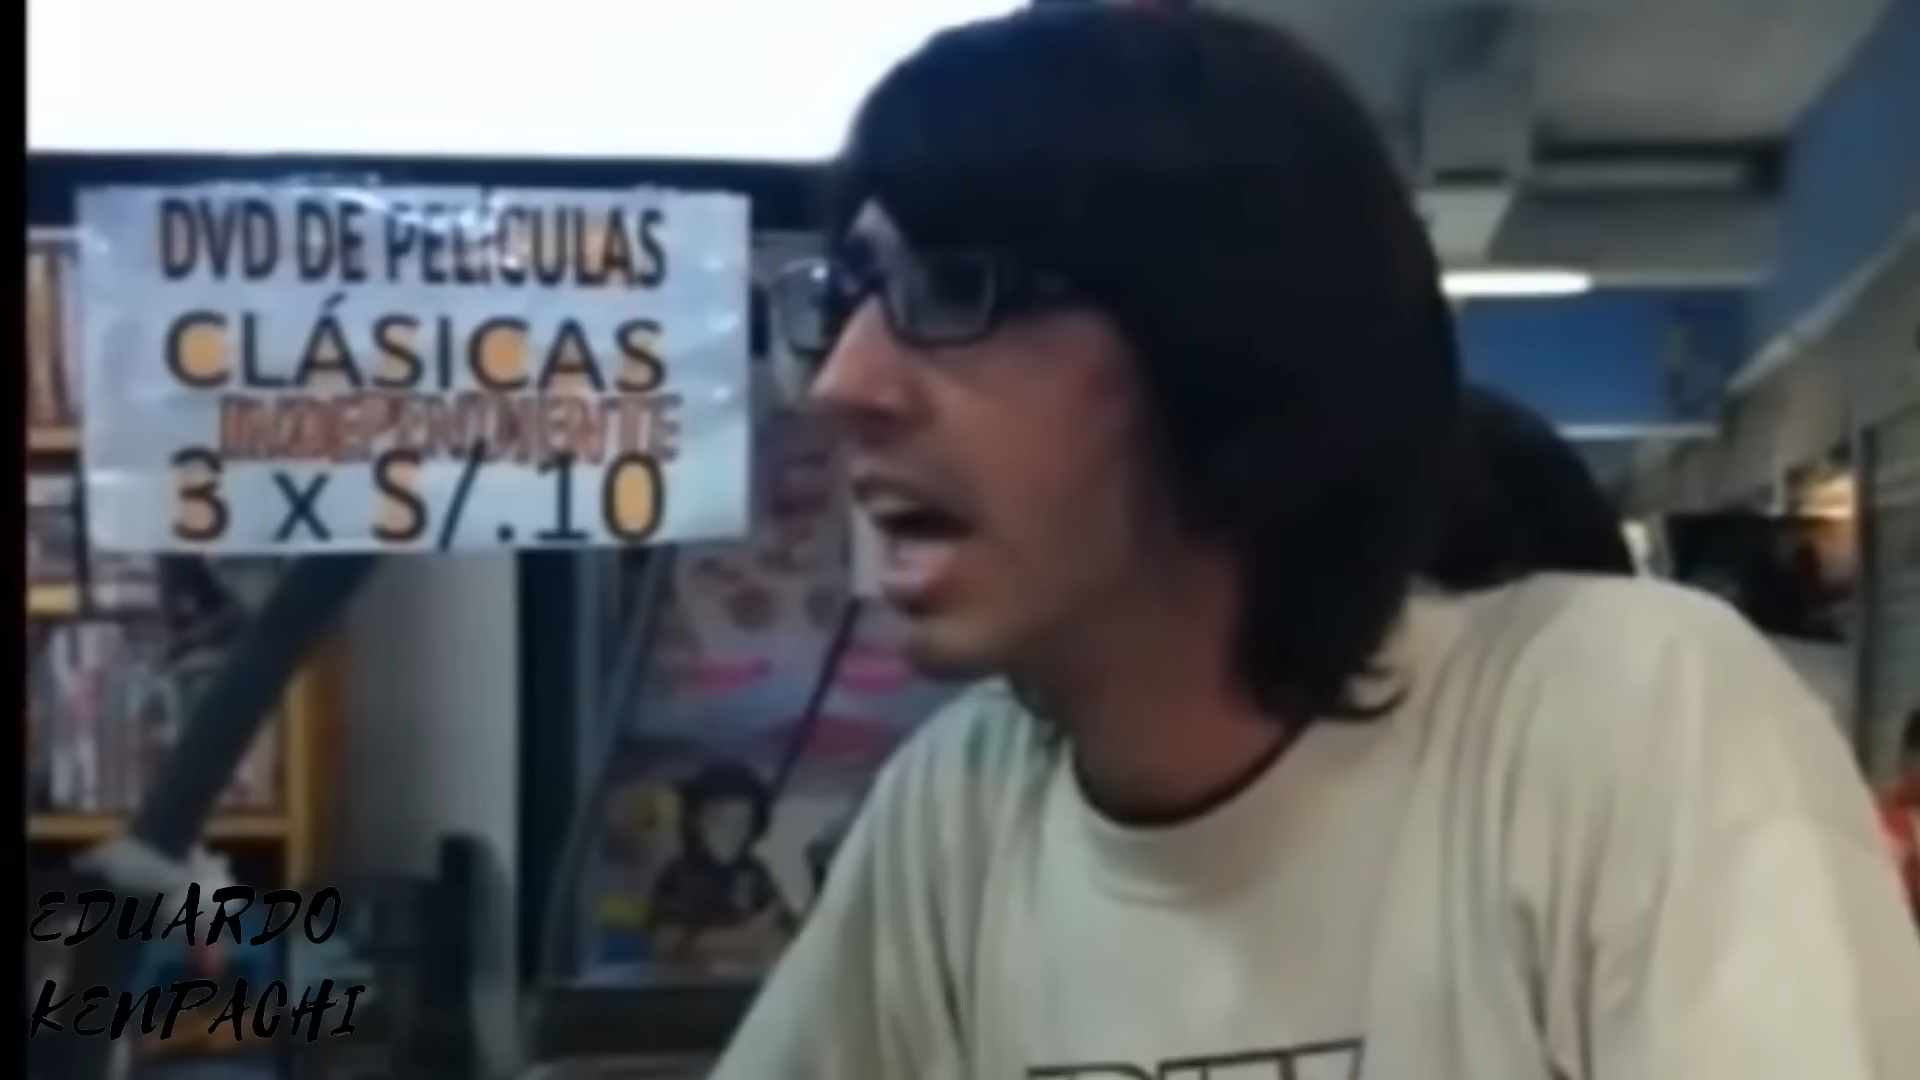 DVD DE PELICULAS
CLÁSICAS
INDEPENDIENTE
3 x S/.10
EDUARDO
KENPACHI